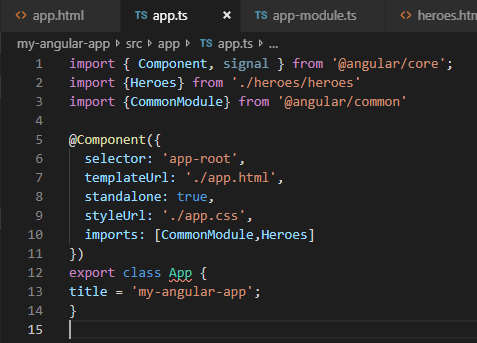 app.html TS app.ts × TS app-module.ts heroes.htm
my-angular-app > src > app > TS app.ts > ...
1 import { Component, signal } from '@angular/core';
2 import {Heroes} from './heroes/heroes'
3 import {CommonModule} from '@angular/common'
4
5 @Component({
6 selector: 'app-root',
7 templateUrl: './app.html',
8 standalone: true,
9 styleUrl: './app.css',
10 imports: [CommonModule,Heroes]
11 })
12 export class App {
13 title = 'my-angular-app';
14 }
15